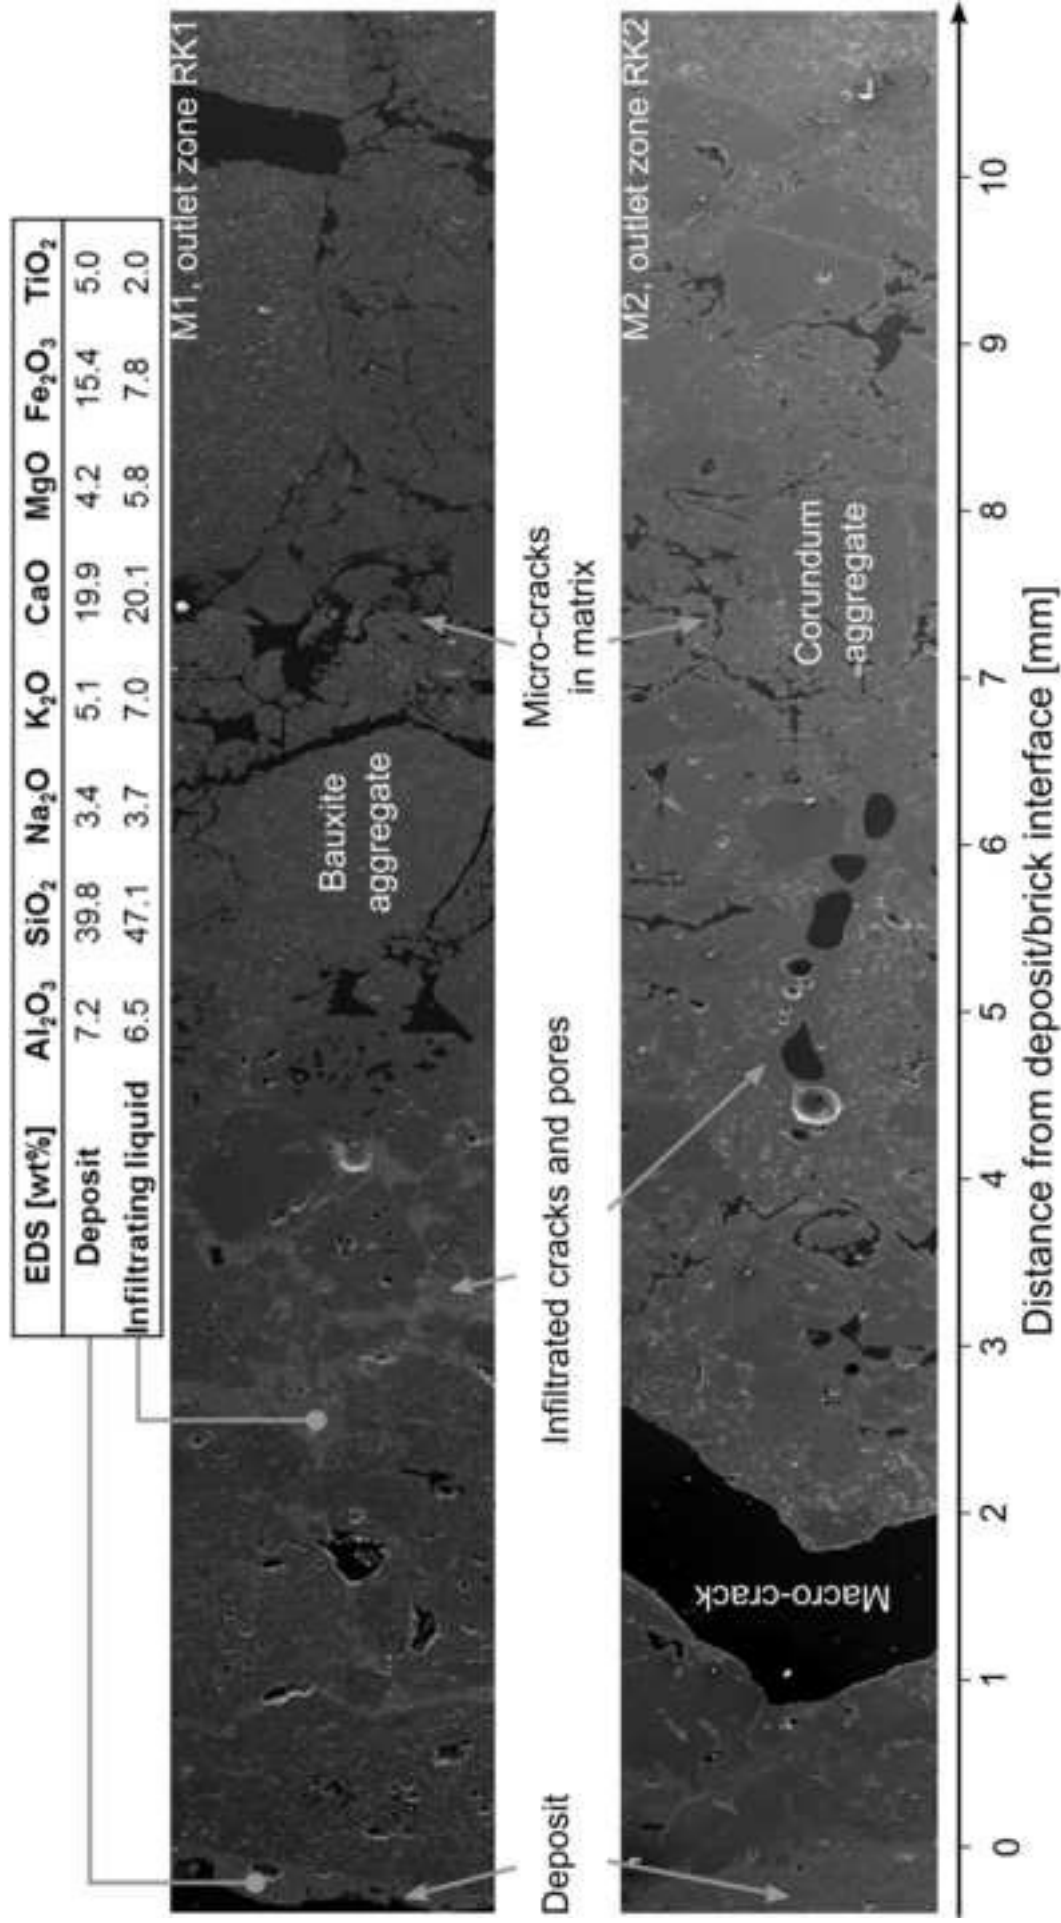 EDS [wt%] Al₂O₃ SiO₂ Na₂O K₂O CaO MgO Fe₂O₃ TiO₂
Deposit 7.2 39.8 3.4 5.1 19.9 4.2 15.4 5.0
Infiltrating liquid 6.5 47.1 3.7 7.0 20.1 5.8 7.8 2.0
M1, outlet zone RK1
Bauxite
aggregate
Deposit
Infiltrated cracks and pores
Micro-cracks
in matrix
M2, outlet zone RK2
Macro-crack
Corundum
aggregate
0 1 2 3 4 5 6 7 8 9 10
Distance from deposit/brick interface [mm]